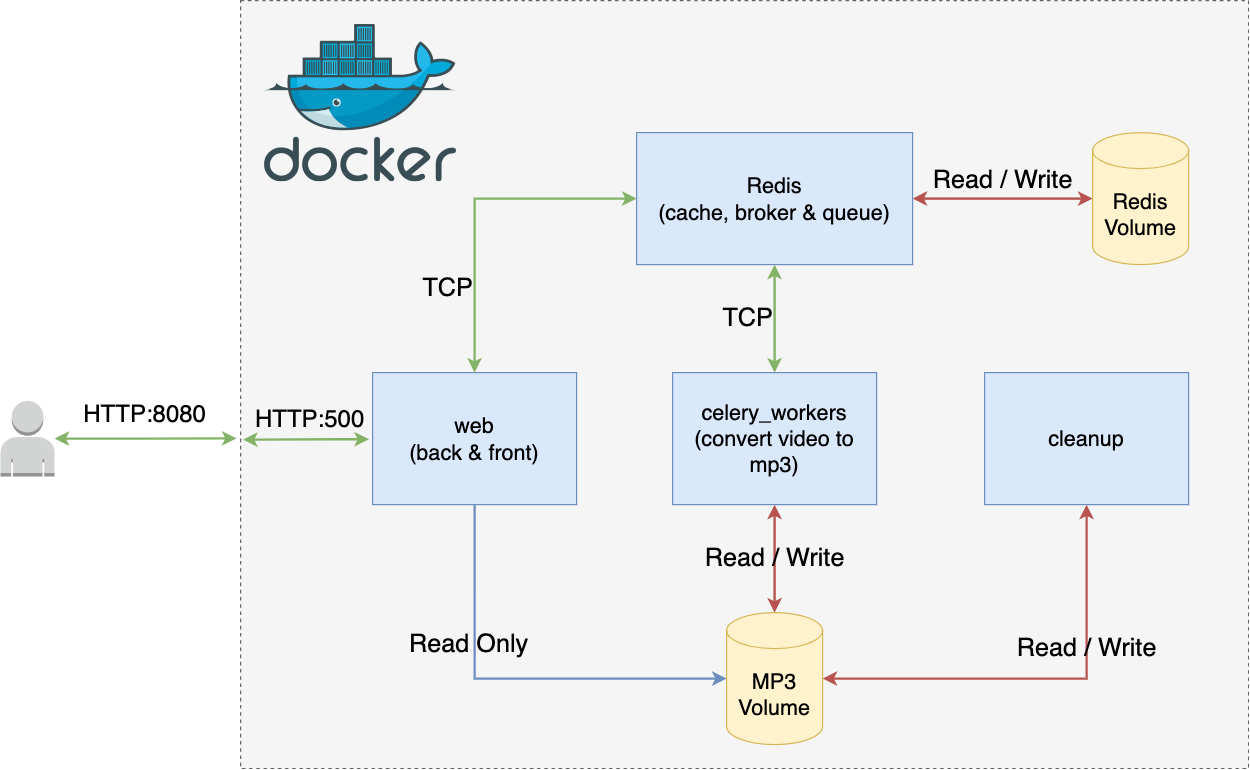 docker
Redis
(cache, broker & queue)
Read / Write
Redis
Volume
TCP
TCP
HTTP:8080
HTTP:500
web
(back & front)
celery_workers
(convert video to
mp3)
cleanup
Read / Write
Read Only
Read / Write
MP3
Volume